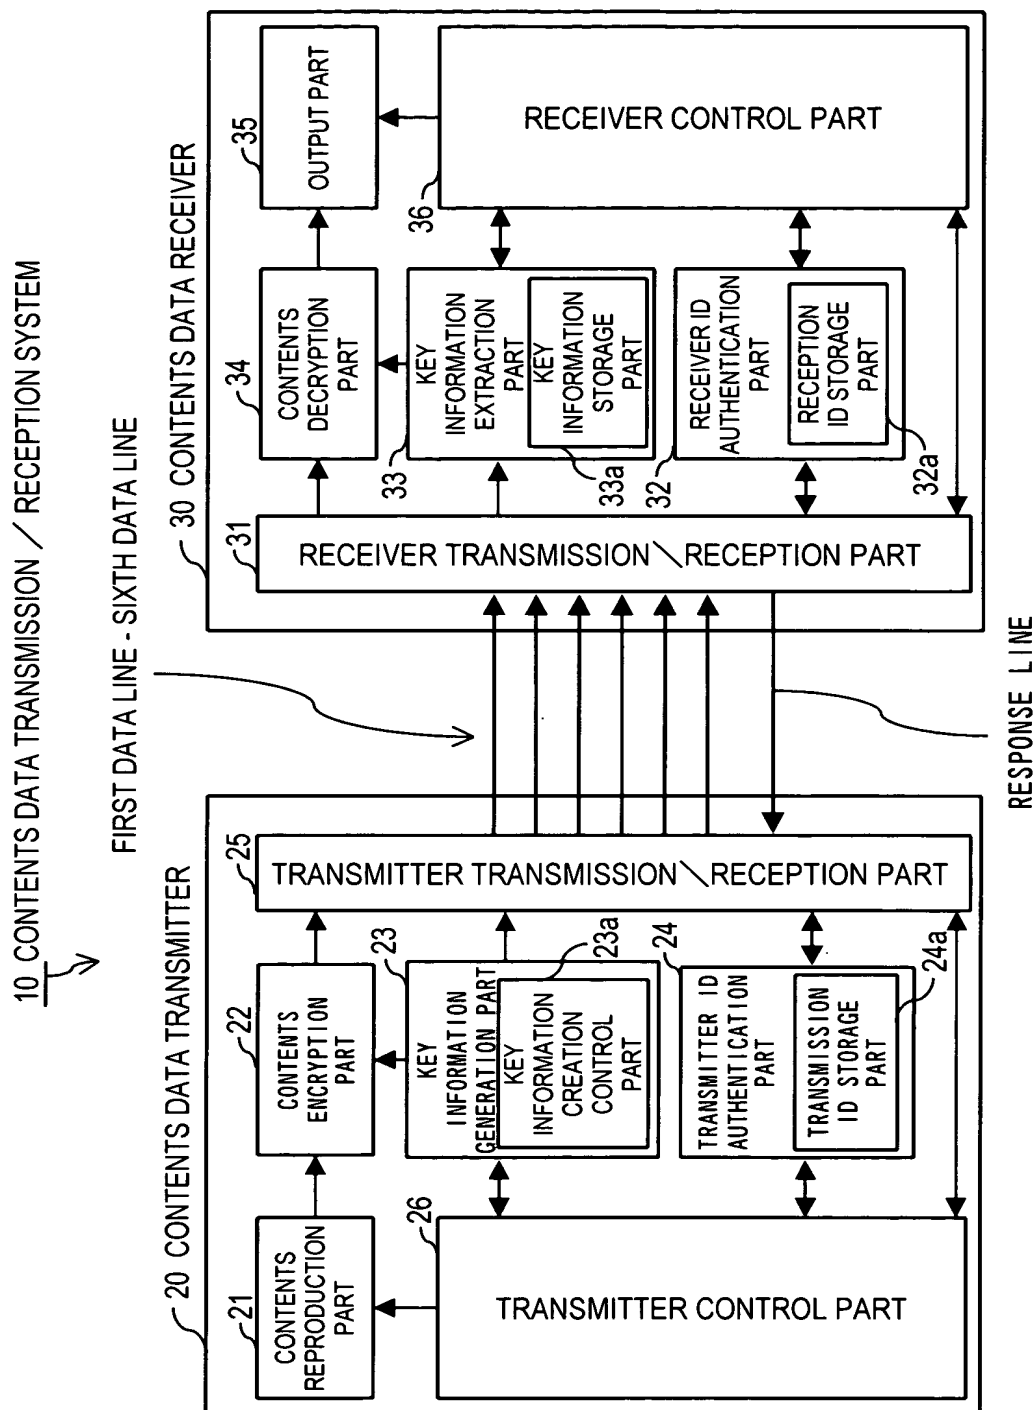 10 CONTENTS DATA TRANSMISSION / RECEPTION SYSTEM
FIRST DATA LINE - SIXTH DATA LINE
20 CONTENTS DATA TRANSMITTER
21
CONTENTS
REPRODUCTION
PART
22
CONTENTS
ENCRYPTION
PART
23
KEY
INFORMATION
GENERATION PART
23a
KEY
INFORMATION
CREATION
CONTROL
PART
24
TRANSMITTER ID
AUTHENTICATION
PART
24a
TRANSMISSION
ID STORAGE
PART
25
TRANSMITTER TRANSMISSION\RECEPTION PART
26
TRANSMITTER CONTROL PART
30 CONTENTS DATA RECEIVER
31
RECEIVER TRANSMISSION\RECEPTION PART
34
CONTENTS
DECRYPTION
PART
35
OUTPUT PART
33
KEY
INFORMATION
EXTRACTION
PART
33a
KEY
INFORMATION
STORAGE
PART
32
RECEIVER ID
AUTHENTICATION
PART
32a
RECEPTION
ID STORAGE
PART
36
RECEIVER CONTROL PART
RESPONSE LINE